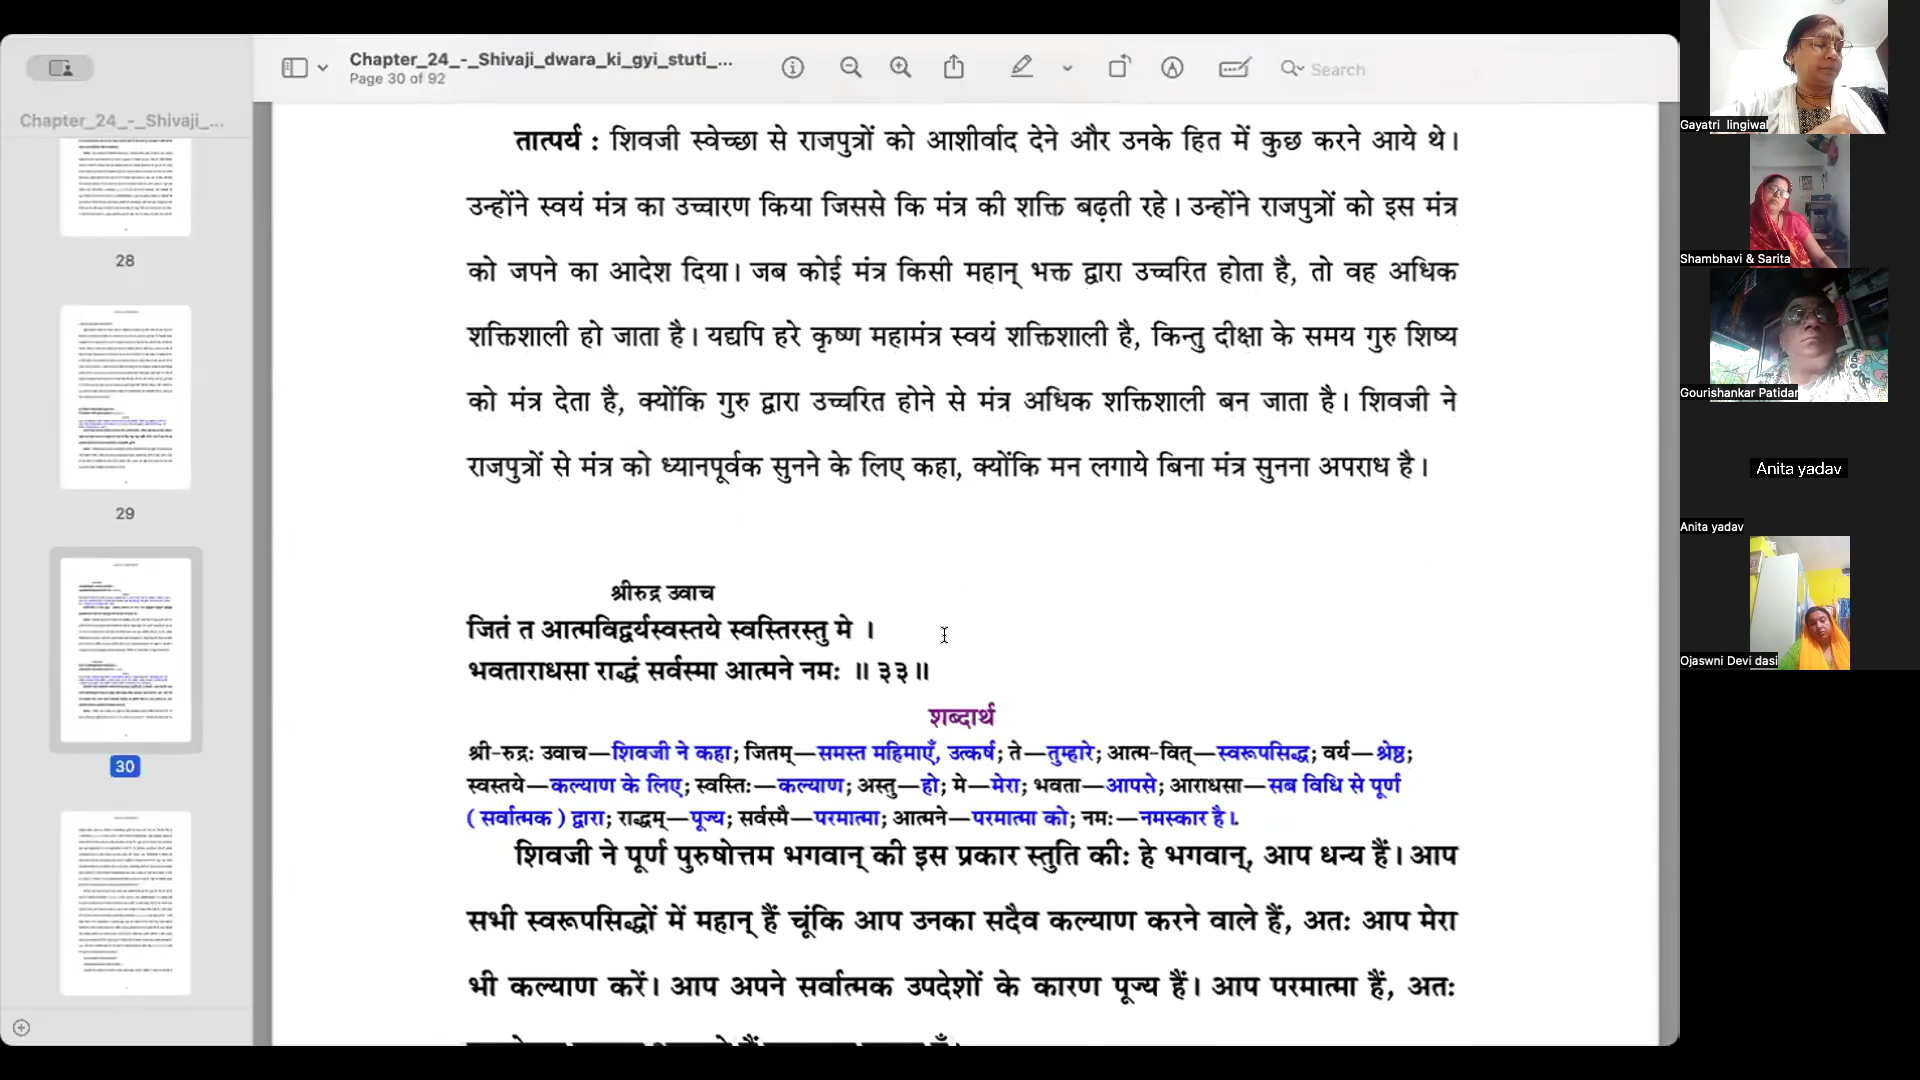 Chapter_24_-_Shivaji_dwara_ki_gyi_stuti_...
Page 30 of 92
Search
Chapter_24_-_Shivaji_...
28
29
30
तात्पर्य : शिवजी स्वेच्छा से राजपुत्रों को आशीर्वाद देने और उनके हित में कुछ करने आये थे।
उन्होंने स्वयं मंत्र का उच्चारण किया जिससे कि मंत्र की शक्ति बढ़ती रहे। उन्होंने राजपुत्रों को इस मंत्र
को जपने का आदेश दिया। जब कोई मंत्र किसी महान् भक्त द्वारा उच्चरित होता है, तो वह अधिक
शक्तिशाली हो जाता है। यद्यपि हरे कृष्ण महामंत्र स्वयं शक्तिशाली है, किन्तु दीक्षा के समय गुरु शिष्य
को मंत्र देता है, क्योंकि गुरु द्वारा उच्चरित होने से मंत्र अधिक शक्तिशाली बन जाता है। शिवजी ने
राजपुत्रों से मंत्र को ध्यानपूर्वक सुनने के लिए कहा, क्योंकि मन लगाये बिना मंत्र सुनना अपराध है।
श्रीरुद्र उवाच
जितं त आत्मविद्वर्यस्वस्तये स्वस्तिरस्तु मे ।
भवताराधसा राद्धं सर्वस्मा आत्मने नमः ॥ ३३॥
शब्दार्थ
श्री-रुद्रः उवाच—शिवजी ने कहा; जितम्—समस्त महिमाएँ, उत्कर्ष; ते—तुम्हारे; आत्म-वित्—स्वरूपसिद्ध; वर्य—श्रेष्ठ;
स्वस्तये—कल्याण के लिए; स्वस्तिः—कल्याण; अस्तु—हो; मे—मेरा; भवता—आपसे; आराधसा—सब विधि से पूर्ण
(सर्वात्मक) द्वारा; राद्धम्—पूज्य; सर्वस्मै—परमात्मा; आत्मने—परमात्मा को; नमः—नमस्कार है।.
शिवजी ने पूर्ण पुरुषोत्तम भगवान् की इस प्रकार स्तुति की: हे भगवान्, आप धन्य हैं। आप
सभी स्वरूपसिद्धों में महान् हैं चूंकि आप उनका सदैव कल्याण करने वाले हैं, अतः आप मेरा
भी कल्याण करें। आप अपने सर्वात्मक उपदेशों के कारण पूज्य हैं। आप परमात्मा हैं, अतः
Gayatri lingiwal
Shambhavi & Sarita
Gourishankar Patidar
Anita yadav
Anita yadav
Ojaswni Devi dasi